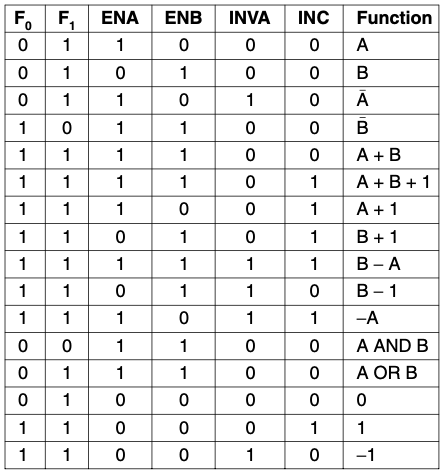 F₀ F₁ ENA ENB INVA INC Function
0 1 1 0 0 0 A
0 1 0 1 0 0 B
0 1 1 0 1 0 Ā
1 0 1 1 0 0 B̄
1 1 1 1 0 0 A + B
1 1 1 1 0 1 A + B + 1
1 1 1 0 0 1 A + 1
1 1 0 1 0 1 B + 1
1 1 1 1 1 1 B − A
1 1 0 1 1 0 B − 1
1 1 1 0 1 1 −A
0 0 1 1 0 0 A AND B
0 1 1 1 0 0 A OR B
0 1 0 0 0 0 0
1 1 0 0 0 1 1
1 1 0 0 1 0 −1